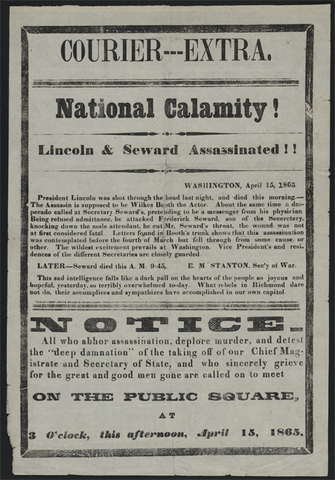 COURIER---EXTRA.
National Calamity!
Lincoln & Seward Assassinated!!
WASHINGTON, April 15, 1865
President Lincoln was shot through the head last night, and died this morning.—
The Assassin is supposed to be Wilkes Booth the Actor. About the same time a des-
perado called at Secretary Seward's, pretending to be a messenger from his physician
Being refused admittance, he attacked Frederick Seward, son of the Secretary,
knocking down the male attendant, he cut Mr. Seward's throat, the wound was not
at first considered fatal. Letters found in Booth's trunk shows that this assassination
was contemplated before the fourth of March but fell through from some cause or
other. The wildest excitement prevails at Washington. Vice President's and resi-
dences of the different Secretaries are closely guarded
LATER—Seward died this A. M. 9:45, E. M. STANTON. Sec'y of War.
This sad intelligence falls like a dark pall on the hearts of the people so joyous and
hopeful, yesterday, so terribly overwhelmed to-day. What rebels in Richmond dare
not do, their accompliers and sympathizers have accomplished in our own capitol.
NOTICE.
All who abhor assassination, deplore murder, and detest
the "deep damnation" of the taking off of our Chief Mag-
istrate and Secretary of State, and who sincerely grieve
for the great and good men gone are called on to meet
ON THE PUBLIC SQUARE,
AT
3 O'clock, this afternoon, April 15, 1865.